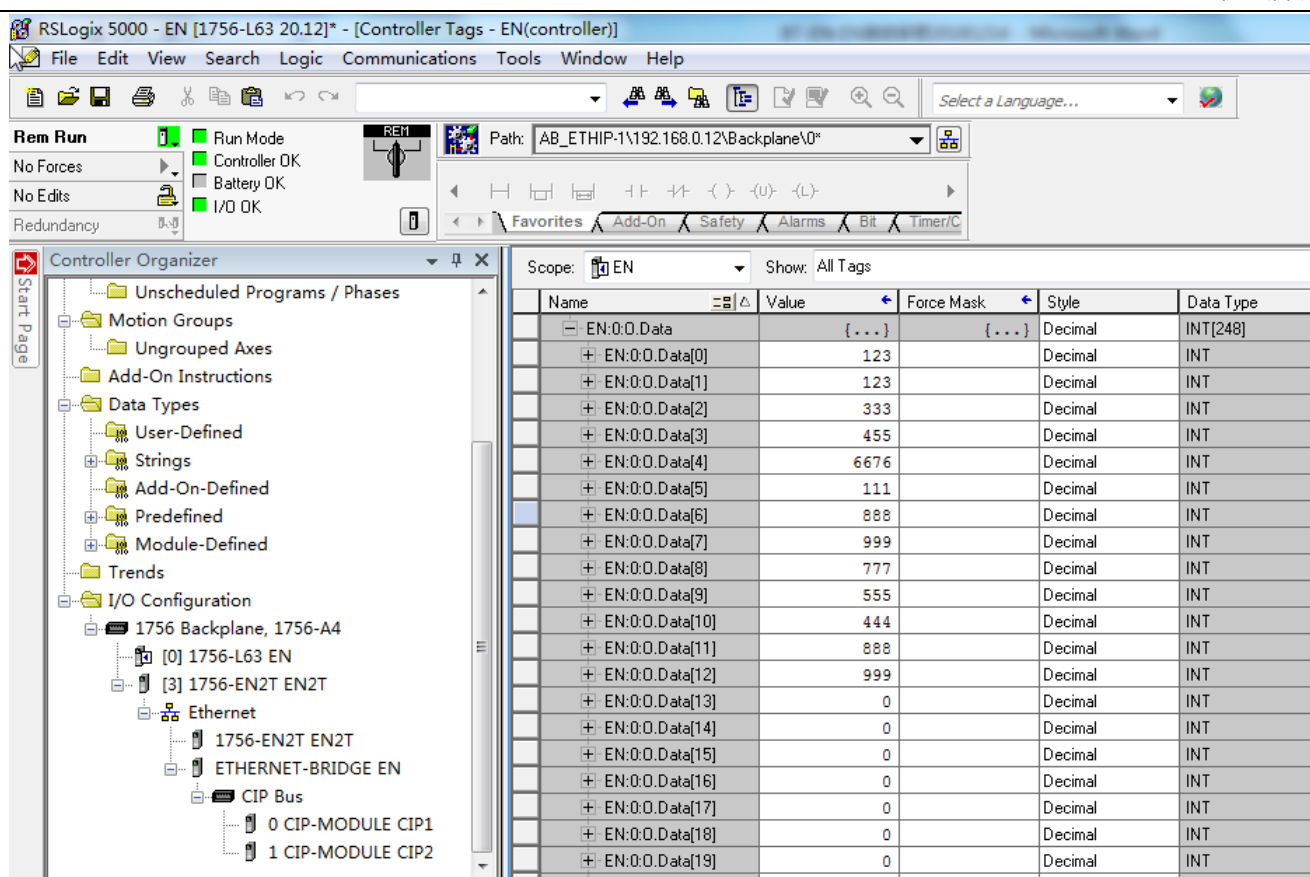 RSLogix 5000 - EN [1756-L63 20.12]* - [Controller Tags - EN(controller)]
File Edit View Search Logic Communications Tools Window Help
Select a Language...
Rem Run
Run Mode
REM
Path: AB_ETHIP-1\192.168.0.12\Backplane\0*
No Forces
Controller OK
Battery OK
No Edits
I/O OK
Redundancy
Favorites Add-On Safety Alarms Bit Timer/C
Start Page
Controller Organizer
Unscheduled Programs / Phases
Motion Groups
Ungrouped Axes
Add-On Instructions
Data Types
User-Defined
Strings
Add-On-Defined
Predefined
Module-Defined
Trends
I/O Configuration
1756 Backplane, 1756-A4
[0] 1756-L63 EN
[3] 1756-EN2T EN2T
Ethernet
1756-EN2T EN2T
ETHERNET-BRIDGE EN
CIP Bus
0 CIP-MODULE CIP1
1 CIP-MODULE CIP2
Scope: EN Show: All Tags
Name Value Force Mask Style Data Type
EN:0:O.Data {...} {...} Decimal INT[248]
EN:0:O.Data[0] 123 Decimal INT
EN:0:O.Data[1] 123 Decimal INT
EN:0:O.Data[2] 333 Decimal INT
EN:0:O.Data[3] 455 Decimal INT
EN:0:O.Data[4] 6676 Decimal INT
EN:0:O.Data[5] 111 Decimal INT
EN:0:O.Data[6] 888 Decimal INT
EN:0:O.Data[7] 999 Decimal INT
EN:0:O.Data[8] 777 Decimal INT
EN:0:O.Data[9] 555 Decimal INT
EN:0:O.Data[10] 444 Decimal INT
EN:0:O.Data[11] 888 Decimal INT
EN:0:O.Data[12] 999 Decimal INT
EN:0:O.Data[13] 0 Decimal INT
EN:0:O.Data[14] 0 Decimal INT
EN:0:O.Data[15] 0 Decimal INT
EN:0:O.Data[16] 0 Decimal INT
EN:0:O.Data[17] 0 Decimal INT
EN:0:O.Data[18] 0 Decimal INT
EN:0:O.Data[19] 0 Decimal INT